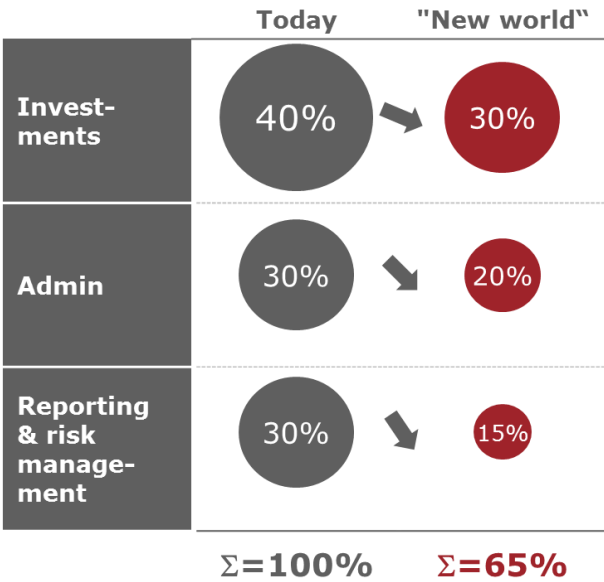 Today "New world“
Invest-
ments
40% 30%
Admin
30% 20%
Reporting
& risk
manage-
ment
30% 15%
Σ=100% Σ=65%